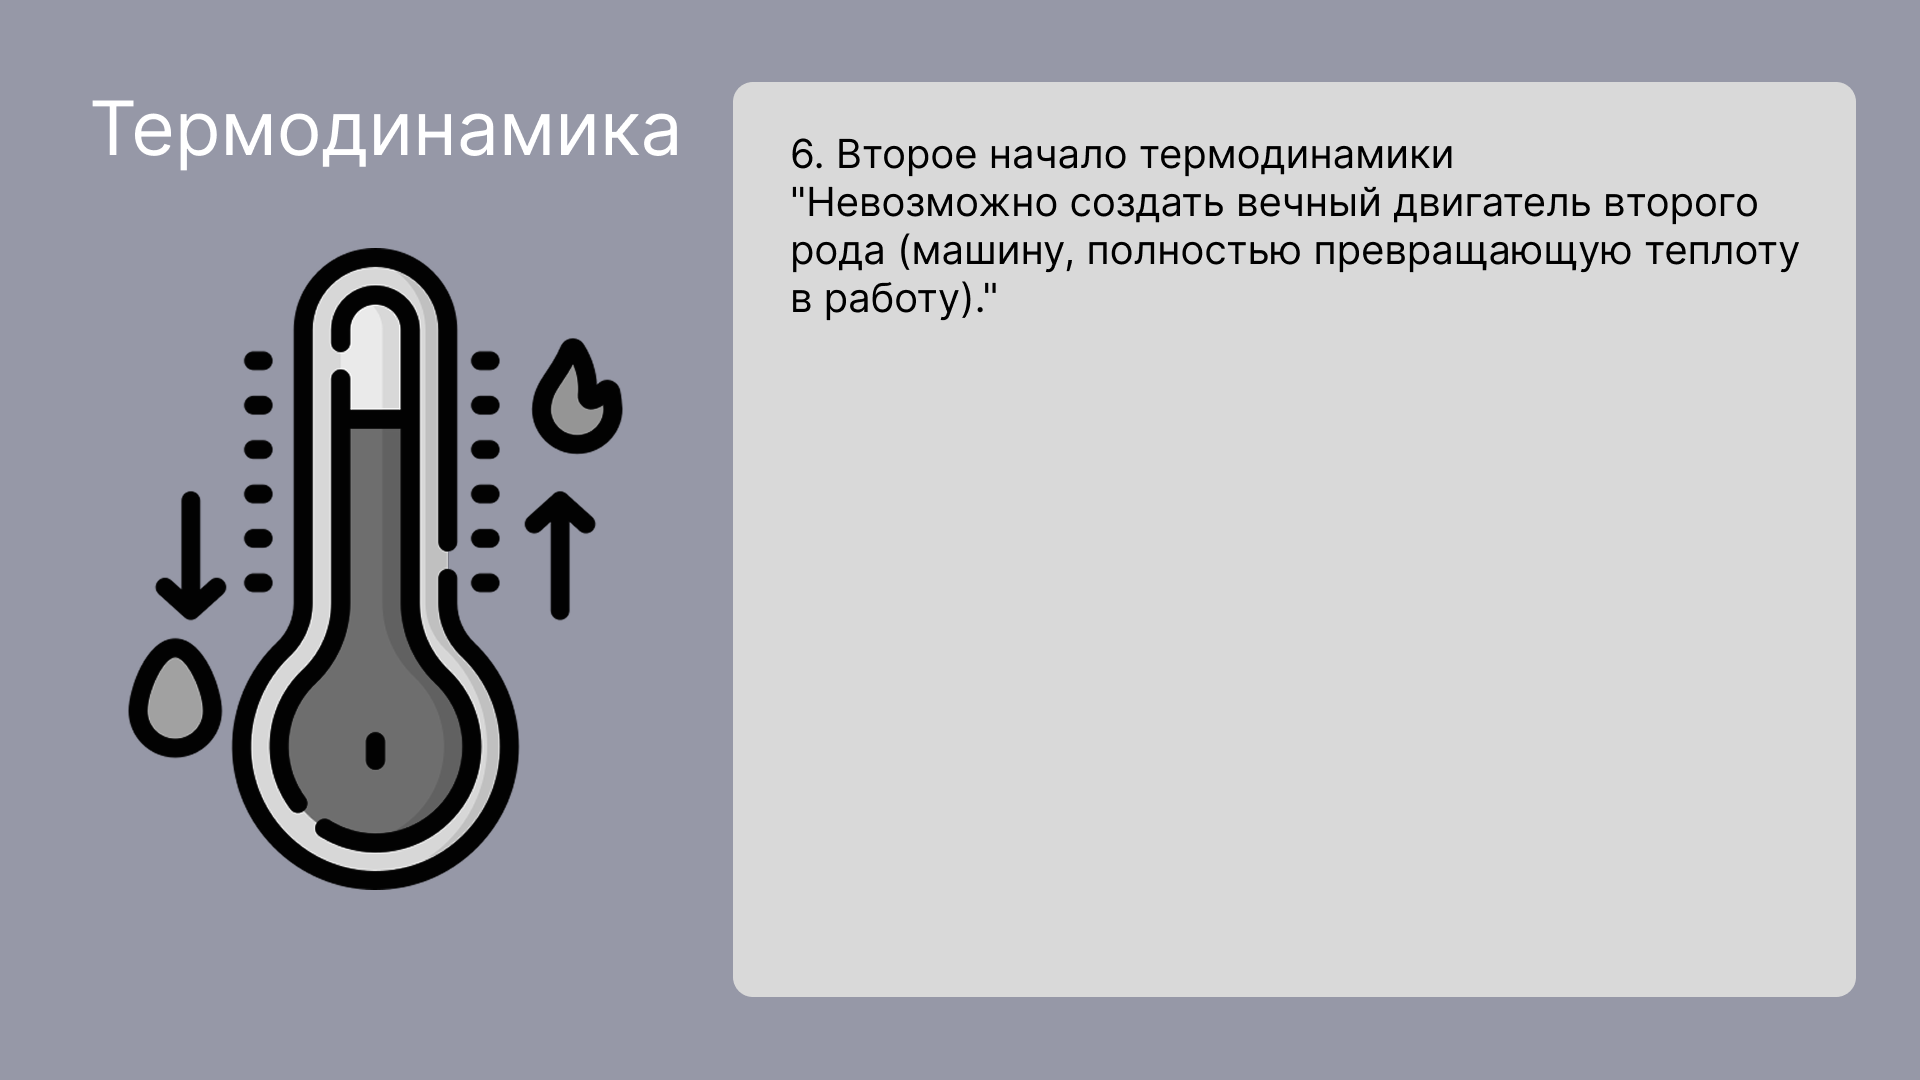 Термодинамика
6. Второе начало термодинамики
"Невозможно создать вечный двигатель второго
рода (машину, полностью превращающую теплоту
в работу)."